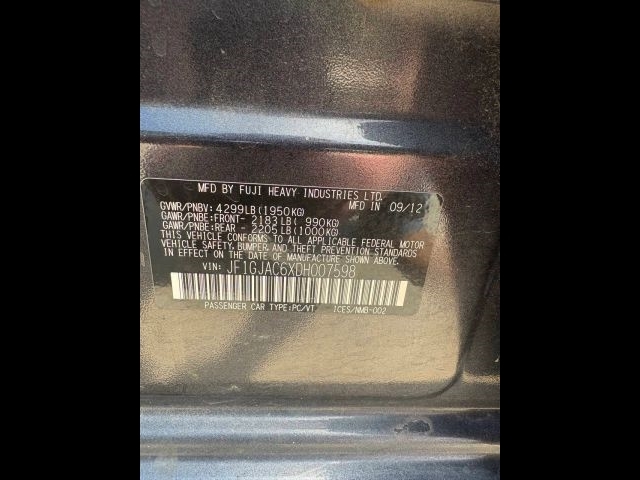 MFD BY FUJI HEAVY INDUSTRIES LTD.
GVWR/PNBV: 4299LB(1950KG) MFD IN 09/12
GAWR/PNBE:FRONT- 2183LB( 990KG)
GAWR/PNBE:REAR - 2205LB(1000KG)
THIS VEHICLE CONFORMS TO ALL APPLICABLE FEDERAL MOTOR
VEHICLE SAFETY, BUMPER, AND THEFT PREVENTION STANDARDS
IN EFFECT ON THE DATE OF MANUFACTURE SHOWN ABOVE.
VIN: JF1GJAC6XDH007598
PASSENGER CAR TYPE:PC/VT ICES/NMB-002